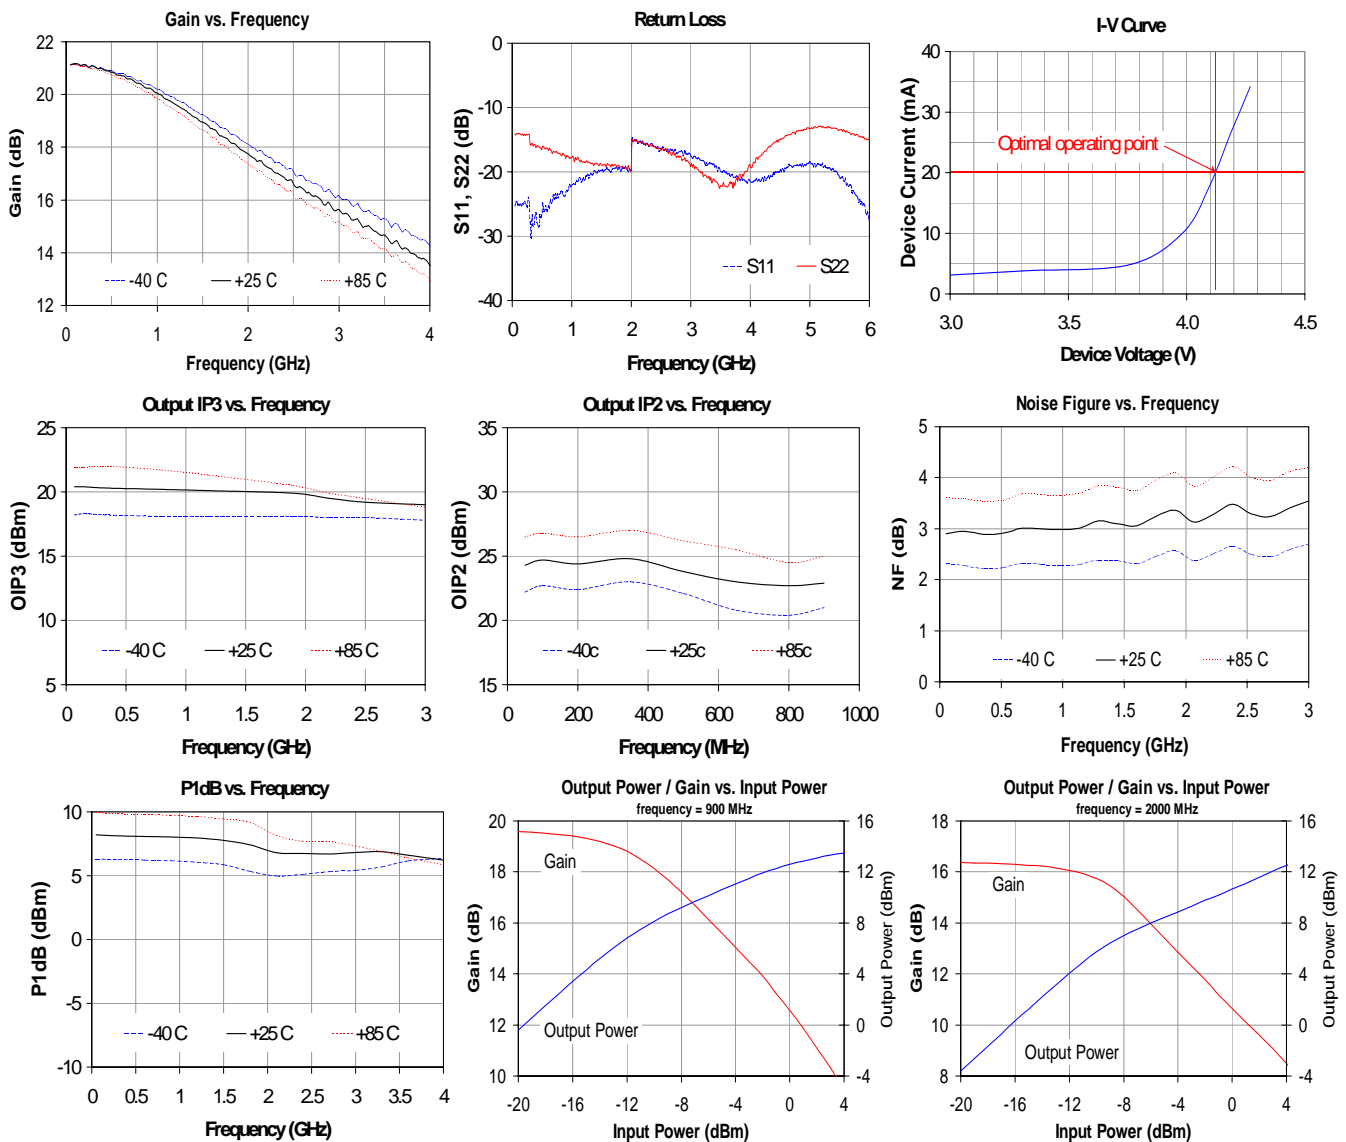 Gain vs. Frequency
22
20
18
16
14
12
Gain (dB)
-40 C
+25 C
+85 C
0
1
2
3
4
Frequency (GHz)
Return Loss
0
-10
-20
-30
-40
S11, S22 (dB)
S11
S22
0
1
2
3
4
5
6
Frequency (GHz)
I-V Curve
40
30
20
10
0
Device Current (mA)
Optimal operating point
3.0
3.5
4.0
4.5
Device Voltage (V)
Output IP3 vs. Frequency
25
20
15
10
5
OIP3 (dBm)
-40 C
+25 C
+85 C
0
0.5
1
1.5
2
2.5
3
Frequency (GHz)
Output IP2 vs. Frequency
35
30
25
20
15
OIP2 (dBm)
-40c
+25c
+85c
0
200
400
600
800
1000
Frequency (MHz)
Noise Figure vs. Frequency
5
4
3
2
1
0
NF (dB)
-40 C
+25 C
+85 C
0
0.5
1
1.5
2
2.5
3
Frequency (GHz)
P1dB vs. Frequency
10
5
0
-5
-10
P1dB (dBm)
-40 C
+25 C
+85 C
0
0.5
1
1.5
2
2.5
3
3.5
4
Frequency (GHz)
Output Power / Gain vs. Input Power
frequency = 900 MHz
20
18
16
14
12
10
Gain (dB)
Gain
Output Power
16
12
8
4
0
-4
Output Power (dBm)
-20
-16
-12
-8
-4
0
4
Input Power (dBm)
Output Power / Gain vs. Input Power
frequency = 2000 MHz
18
16
14
12
10
8
Gain (dB)
Gain
Output Power
16
12
8
4
0
-4
Output Power (dBm)
-20
-16
-12
-8
-4
0
4
Input Power (dBm)